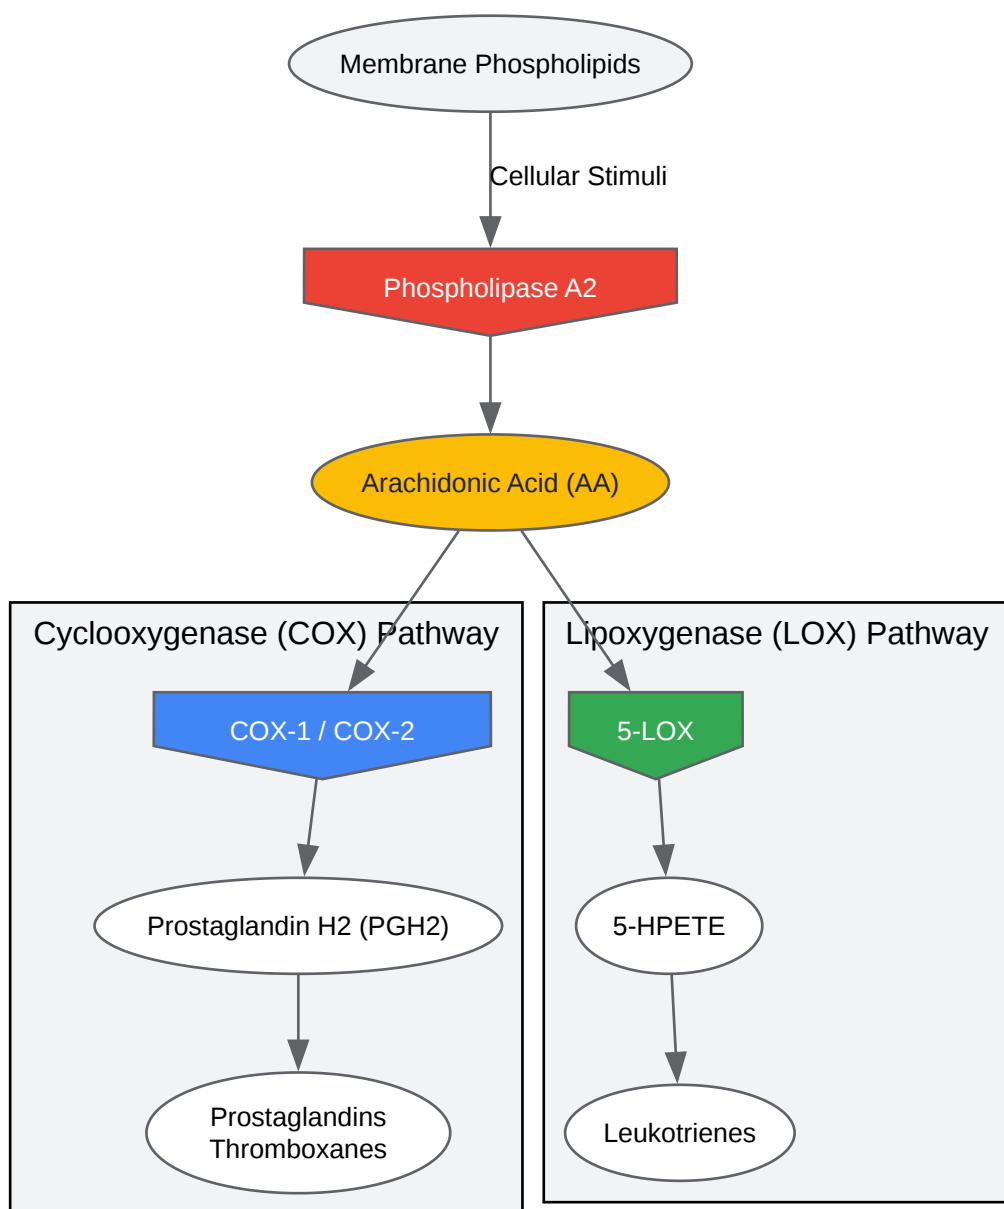 Membrane Phospholipids
Cellular Stimuli
Phospholipase A2
Arachidonic Acid (AA)
Cyclooxygenase (COX) Pathway
COX-1 / COX-2
Prostaglandin H2 (PGH2)
Prostaglandins
Thromboxanes
Lipoxygenase (LOX) Pathway
5-LOX
5-HPETE
Leukotrienes